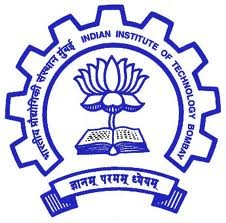 भारतीय प्रौद्योगिकी संस्थान मुंबई
INDIAN INSTITUTE OF TECHNOLOGY BOMBAY
ज्ञानम् परमम् ध्येयम्